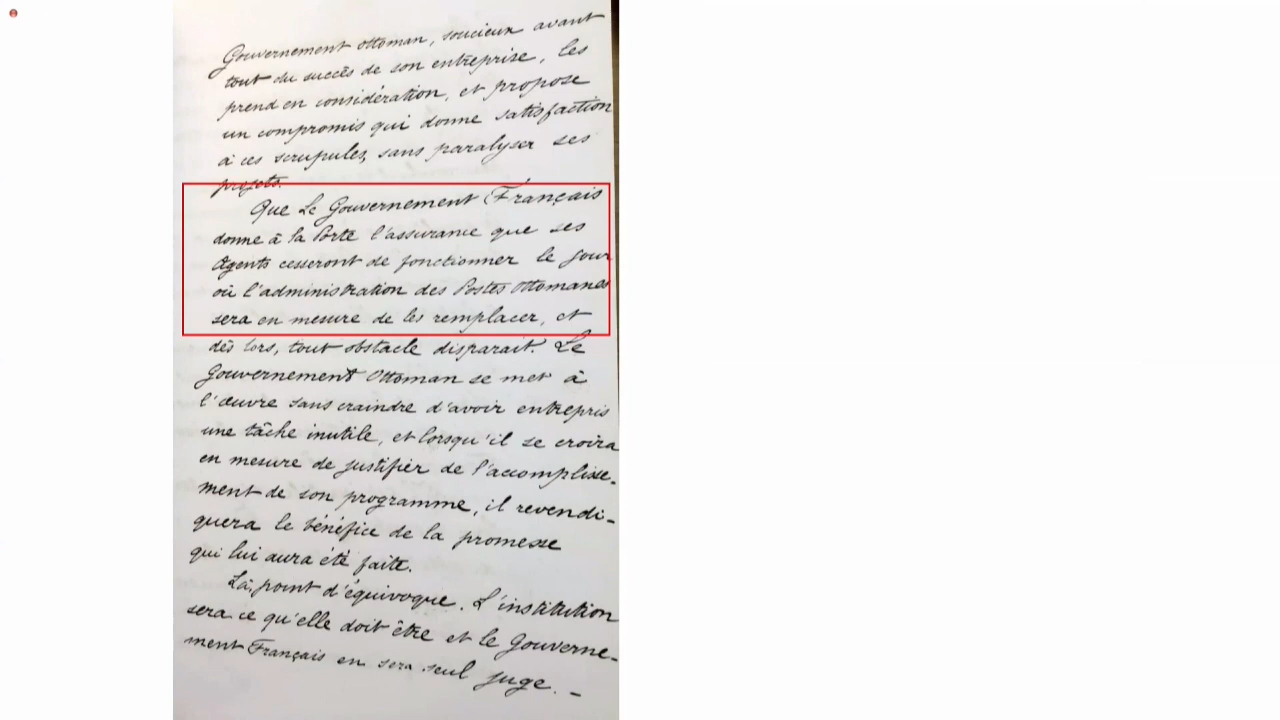 Gouvernement ottoman, soucieux avant
tout du succès de son entreprise, les
prend en considération, et propose
un compromis qui donne satisfaction
à ces scrupules, sans paralyser ses
projets.
Que Le Gouvernement Français
donne à la Porte l'assurance que ses
Agents cesseront de fonctionner le jour
où l'administration des Postes Ottomanes
sera en mesure de les remplacer, et
dès lors, tout obstacle disparait. Le
Gouvernement Ottoman se met à
l'œuvre sans craindre d'avoir entrepris
une tâche inutile, et lorsqu'il se croira
en mesure de justifier de l'accomplisse-
ment de son programme, il revendi-
quera le bénéfice de la promesse
qui lui aura été faite.
Là, point d'équivoque. L'institution
sera ce qu'elle doit être et le Gouverne-
ment Français en sera seul juge. _